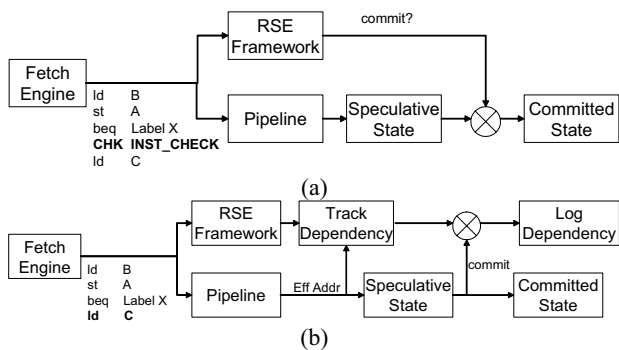 RSE
Framework
commit?
Fetch
Engine
ld B
st A
beq Label X
CHK INST_CHECK
ld C
Pipeline
Speculative
State
Committed
State
(a)
RSE
Framework
Track
Dependency
Log
Dependency
Fetch
Engine
ld B
st A
beq Label X
ld C
Pipeline
Eff Addr
Speculative
State
commit
Committed
State
(b)